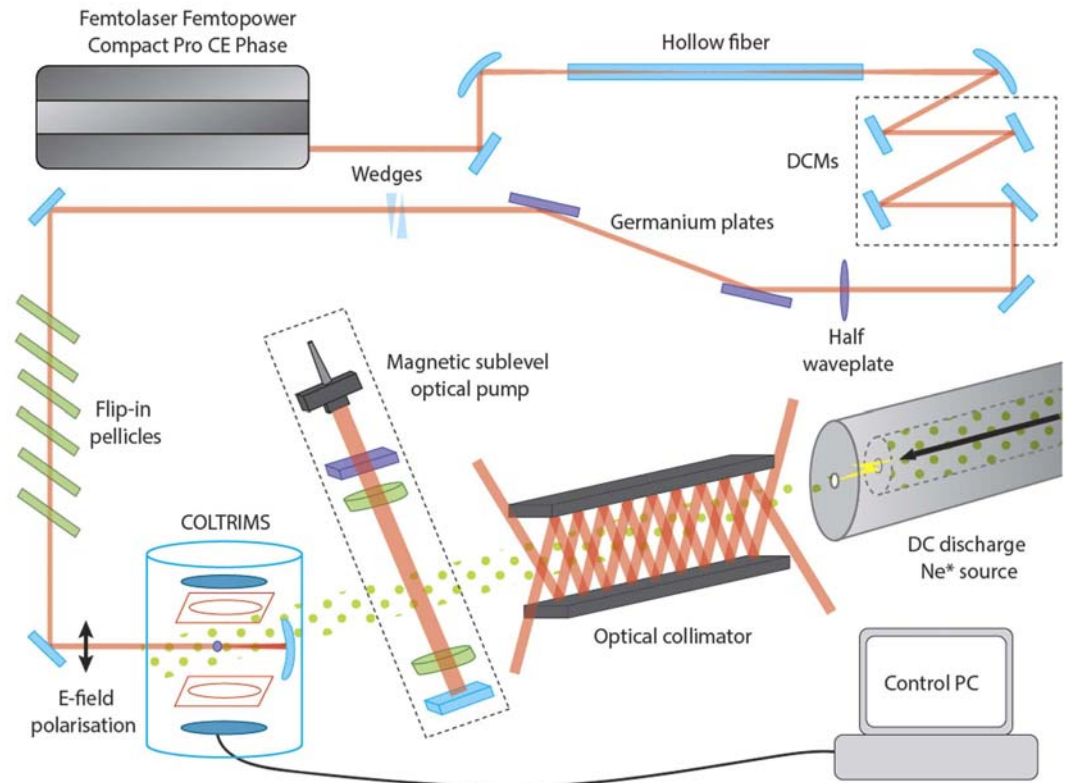 Femtolaser Femtopower
Compact Pro CE Phase
Hollow fiber
DCMs
Wedges
Germanium plates
Half
waveplate
Magnetic sublevel
optical pump
Flip-in
pellicles
COLTRIMS
DC discharge
Ne* source
Optical collimator
E-field
polarisation
Control PC